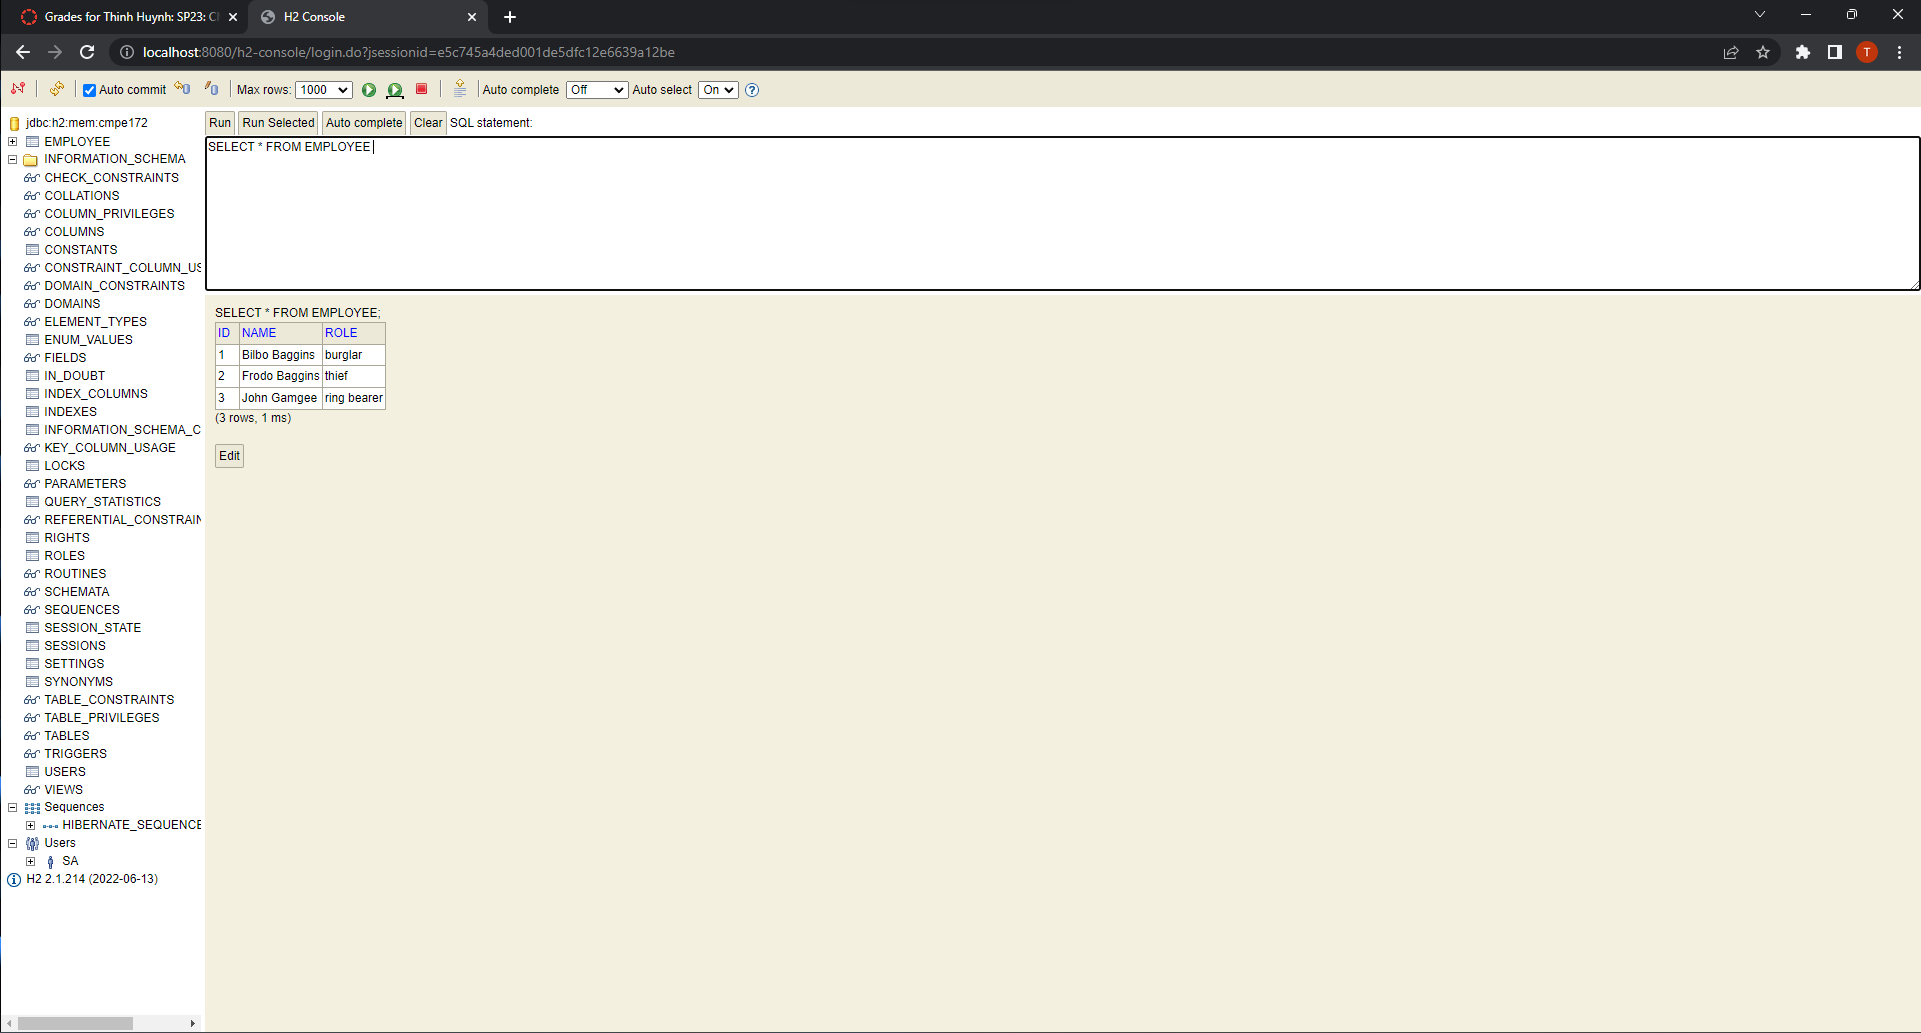 Grades for Thinh Huynh: SP23: C
H2 Console
localhost:8080/h2-console/login.do?jsessionid=e5c745a4ded001de5dfc12e6639a12be
T
Auto commit
Max rows: 1000
Auto complete Off
Auto select On
jdbc:h2:mem:cmpe172
EMPLOYEE
INFORMATION_SCHEMA
CHECK_CONSTRAINTS
COLLATIONS
COLUMN_PRIVILEGES
COLUMNS
CONSTANTS
CONSTRAINT_COLUMN_US
DOMAIN_CONSTRAINTS
DOMAINS
ELEMENT_TYPES
ENUM_VALUES
FIELDS
IN_DOUBT
INDEX_COLUMNS
INDEXES
INFORMATION_SCHEMA_C
KEY_COLUMN_USAGE
LOCKS
PARAMETERS
QUERY_STATISTICS
REFERENTIAL_CONSTRAIN
RIGHTS
ROLES
ROUTINES
SCHEMATA
SEQUENCES
SESSION_STATE
SESSIONS
SETTINGS
SYNONYMS
TABLE_CONSTRAINTS
TABLE_PRIVILEGES
TABLES
TRIGGERS
USERS
VIEWS
Sequences
HIBERNATE_SEQUENCE
Users
SA
H2 2.1.214 (2022-06-13)
Run Run Selected Auto complete Clear SQL statement:
SELECT * FROM EMPLOYEE
SELECT * FROM EMPLOYEE;
ID NAME ROLE
1 Bilbo Baggins burglar
2 Frodo Baggins thief
3 John Gamgee ring bearer
(3 rows, 1 ms)
Edit